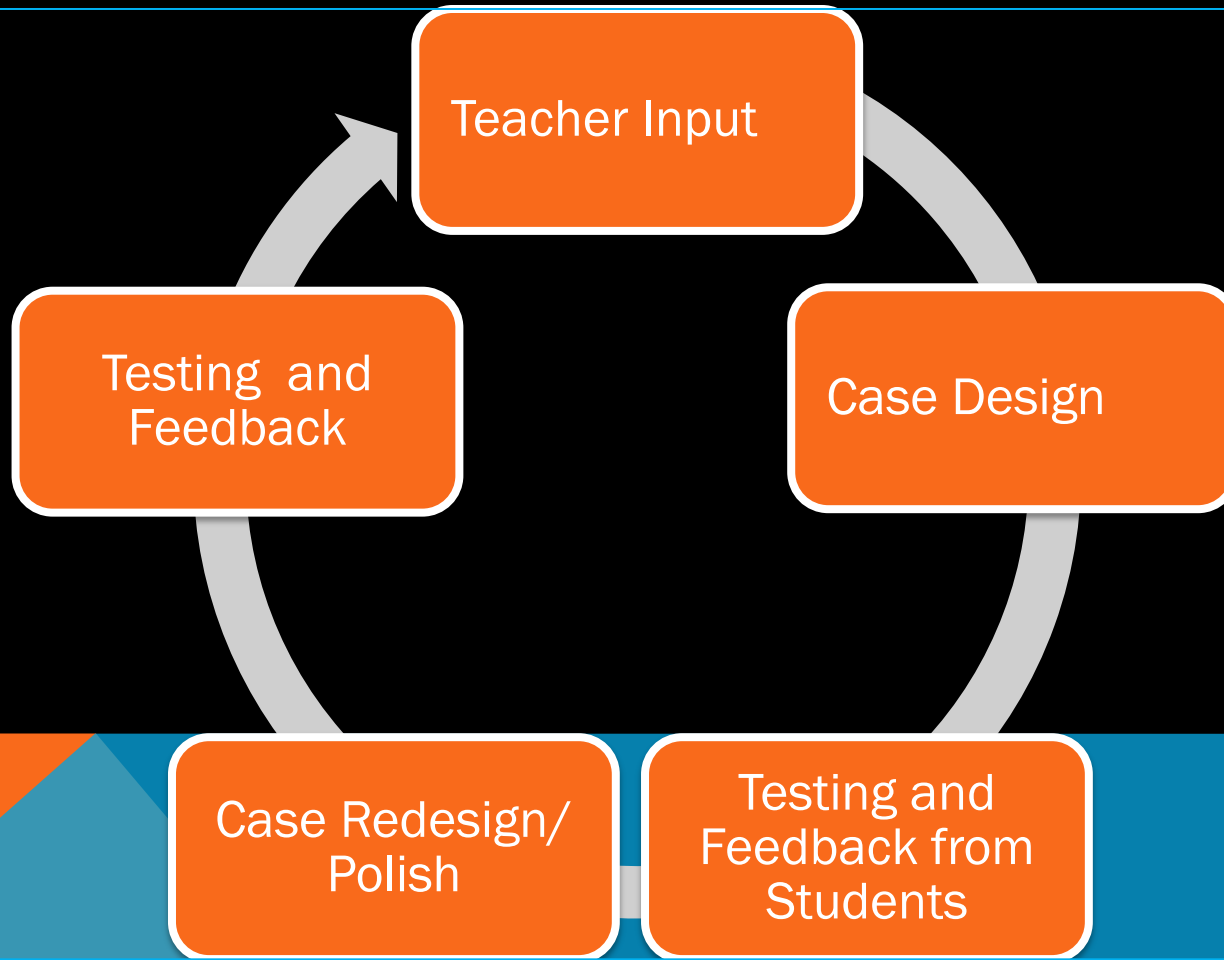 Teacher Input
Case Design
Testing and
Feedback from
Students
Case Redesign/
Polish
Testing  and
Feedback